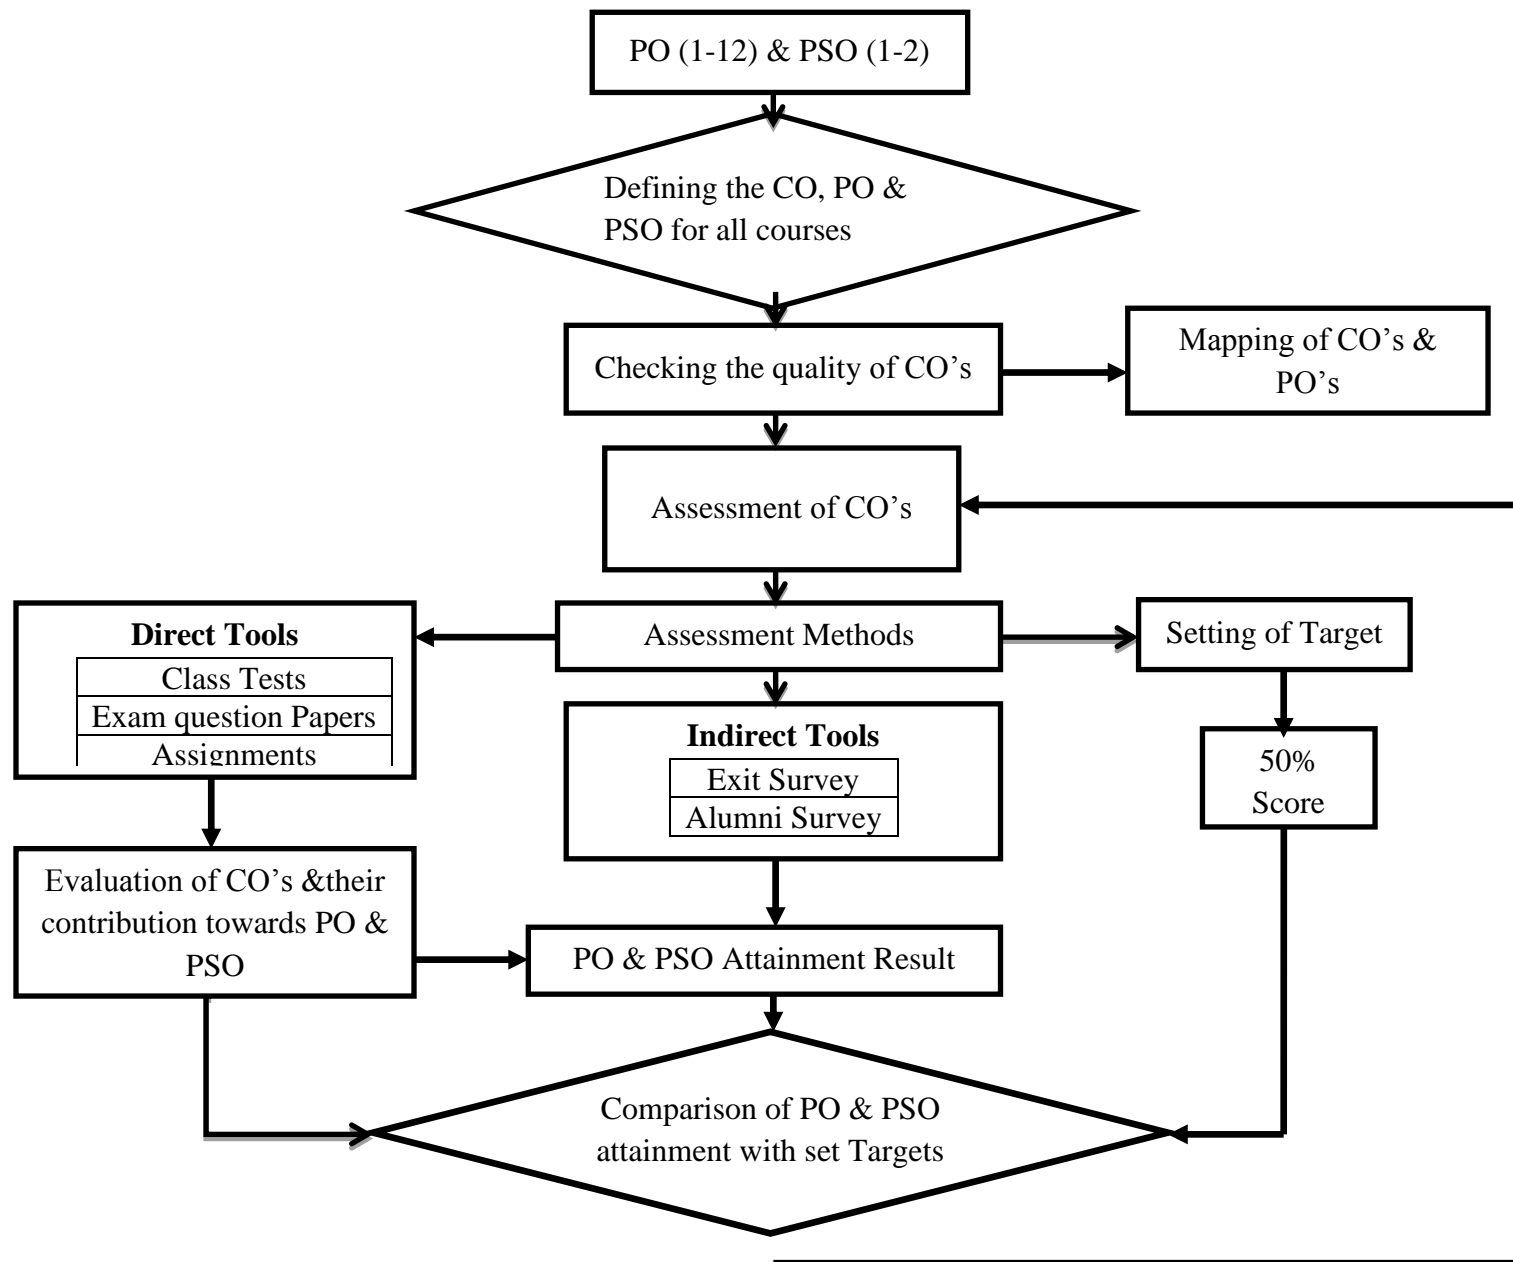 PO (1-12) & PSO (1-2)
Defining the CO, PO &
PSO for all courses
Checking the quality of CO’s
Mapping of CO’s &
PO’s
Assessment of CO’s
Direct Tools
Class Tests
Exam question Papers
Assignments
Assessment Methods
Setting of Target
Indirect Tools
Exit Survey
Alumni Survey
50%
Score
Evaluation of CO’s &their
contribution towards PO &
PSO
PO & PSO Attainment Result
Comparison of PO & PSO
attainment with set Targets